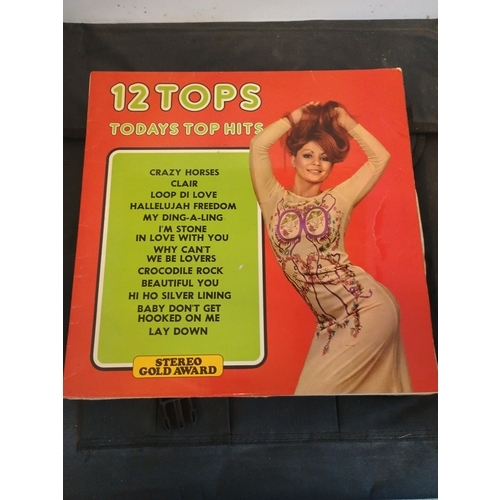 12 TOPS
TODAYS TOP HITS
CRAZY HORSES
CLAIR
LOOP DI LOVE
HALLELUJAH FREEDOM
MY DING-A-LING
I'M STONE
IN LOVE WITH YOU
WHY CAN'T
WE BE LOVERS
CROCODILE ROCK
BEAUTIFUL YOU
HI HO SILVER LINING
BABY DON'T GET
HOOKED ON ME
LAY DOWN
STEREO
GOLD AWARD